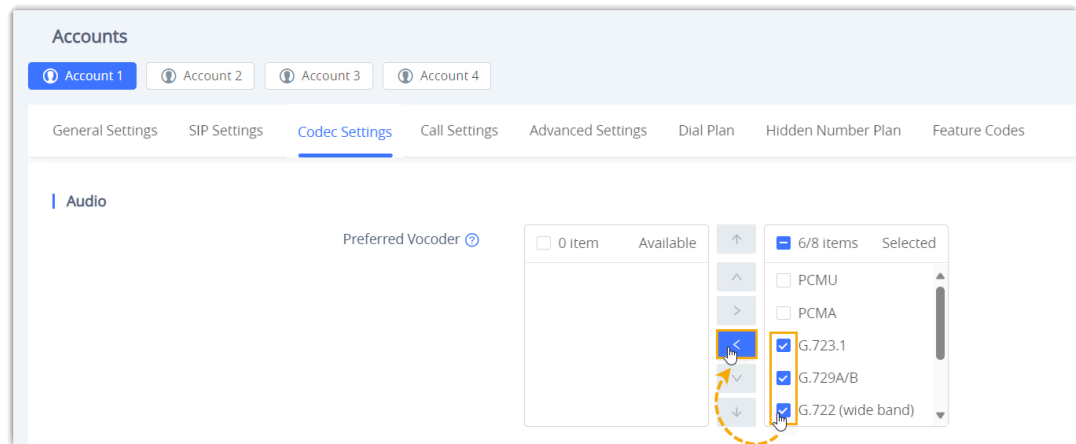 Accounts
Account 1 Account 2 Account 3 Account 4
General Settings SIP Settings Codec Settings Call Settings Advanced Settings Dial Plan Hidden Number Plan Feature Codes
Audio
Preferred Vocoder 0 item Available 6/8 items Selected
PCMU
PCMA
G.723.1
G.729A/B
G.722 (wide band)